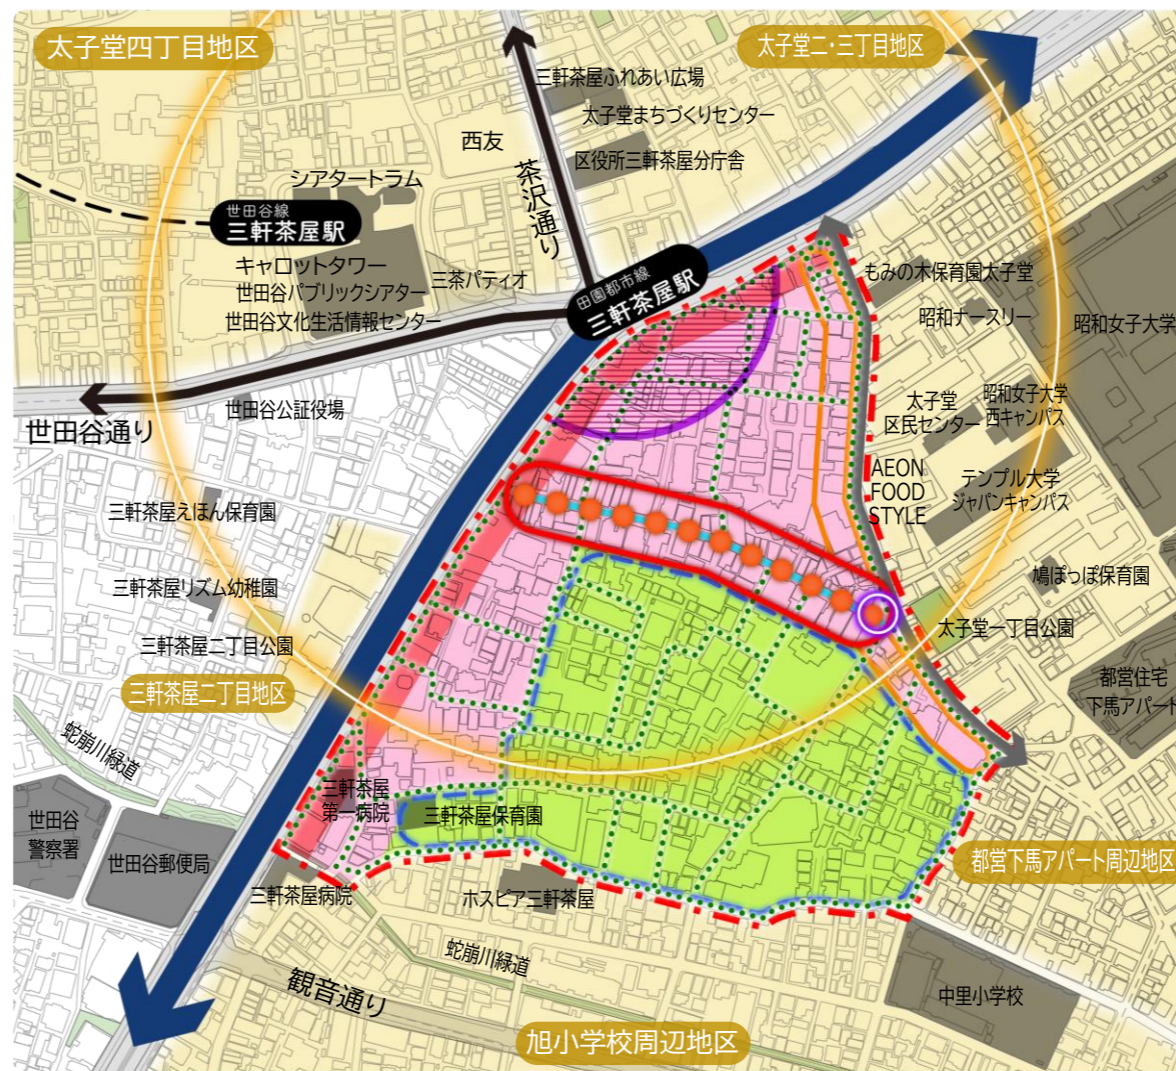 太子堂四丁目地区
太子堂二・三丁目地区
三軒茶屋ふれあい広場
太子堂まちづくりセンター
西友
区役所三軒茶屋分庁舎
茶沢通り
シアタートラム
世田谷線
三軒茶屋駅
キャロットタワー
世田谷パブリックシアター
三茶パティオ
世田谷文化生活情報センター
田園都市線
三軒茶屋駅
もみの木保育園太子堂
昭和ナースリー
昭和女子大学
世田谷公証役場
世田谷通り
太子堂
区民センター
昭和女子大学
西キャンパス
AEON
FOOD
STYLE
テンプル大学
ジャパンキャンパス
三軒茶屋えほん保育園
三軒茶屋リズム幼稚園
鳩ぽっぽ保育園
太子堂一丁目公園
三軒茶屋二丁目公園
三軒茶屋二丁目地区
都営住宅
下馬アパート
蛇崩川緑道
三軒茶屋
第一病院
三軒茶屋保育園
世田谷
警察署
世田谷郵便局
都営下馬アパート周辺地区
三軒茶屋病院
ホスピア三軒茶屋
蛇崩川緑道
観音通り
中里小学校
旭小学校周辺地区